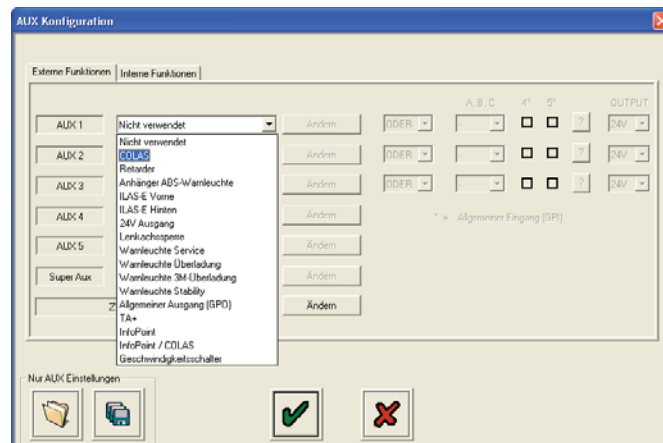 AUX Konfiguration
Externe Funktionen
Interne Funktionen
A.B.C 4* 5* OUTPUT
AUX 1 Nicht verwendet Ändern ODER ? 24V
AUX 2 Ändern ODER ? 24V
AUX 3 Ändern ODER ? 24V
AUX 4 Ändern * = Allgemeiner Eingang (GPI)
AUX 5 Ändern
Super Aux Ändern
Z Ändern
Nicht verwendet
COLAS
Retarder
Anhänger ABS-Warnleuchte
ILAS-E Vorne
ILAS-E Hinten
24V Ausgang
Lenkachssperre
Warnleuchte Service
Warnleuchte Überladung
Warnleuchte 3M-Überladung
Warnleuchte Stability
Allgemeiner Ausgang (GPO)
TA+
InfoPoint
InfoPoint / COLAS
Geschwindigkeitsschalter
Nur AUX Einstellungen